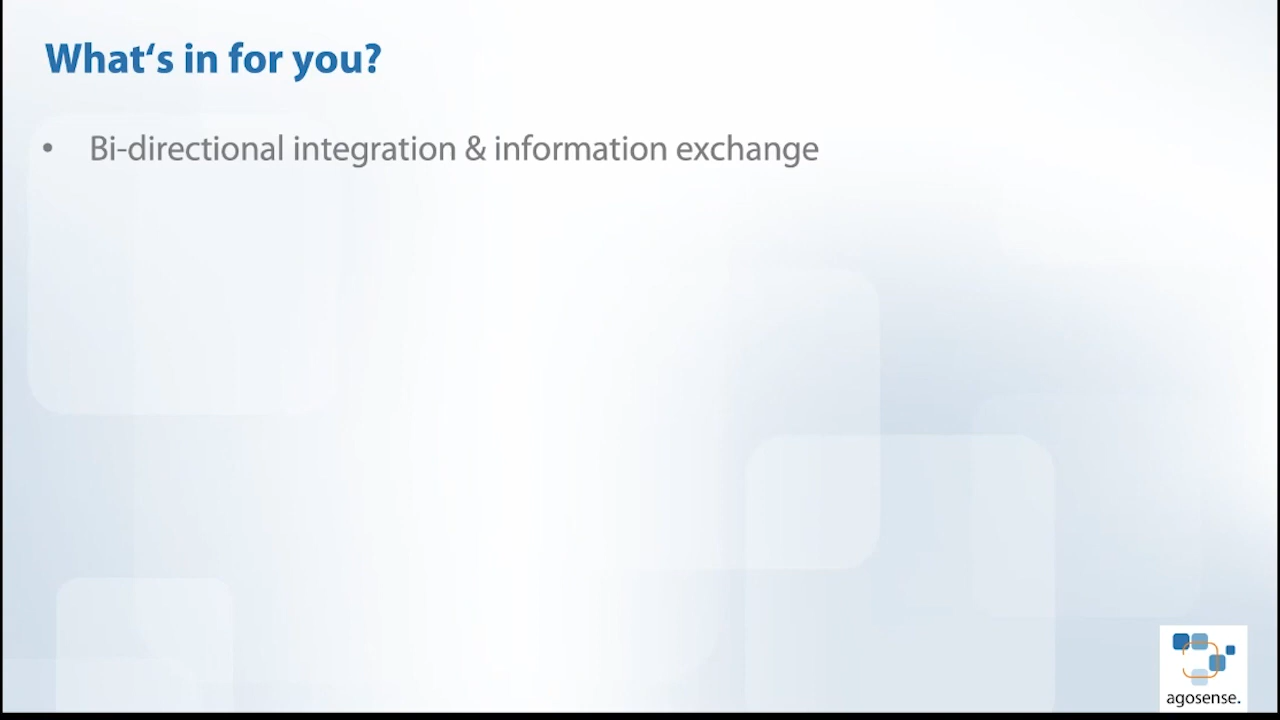 What‘s in for you?
• Bi-directional integration & information exchange
agosense.